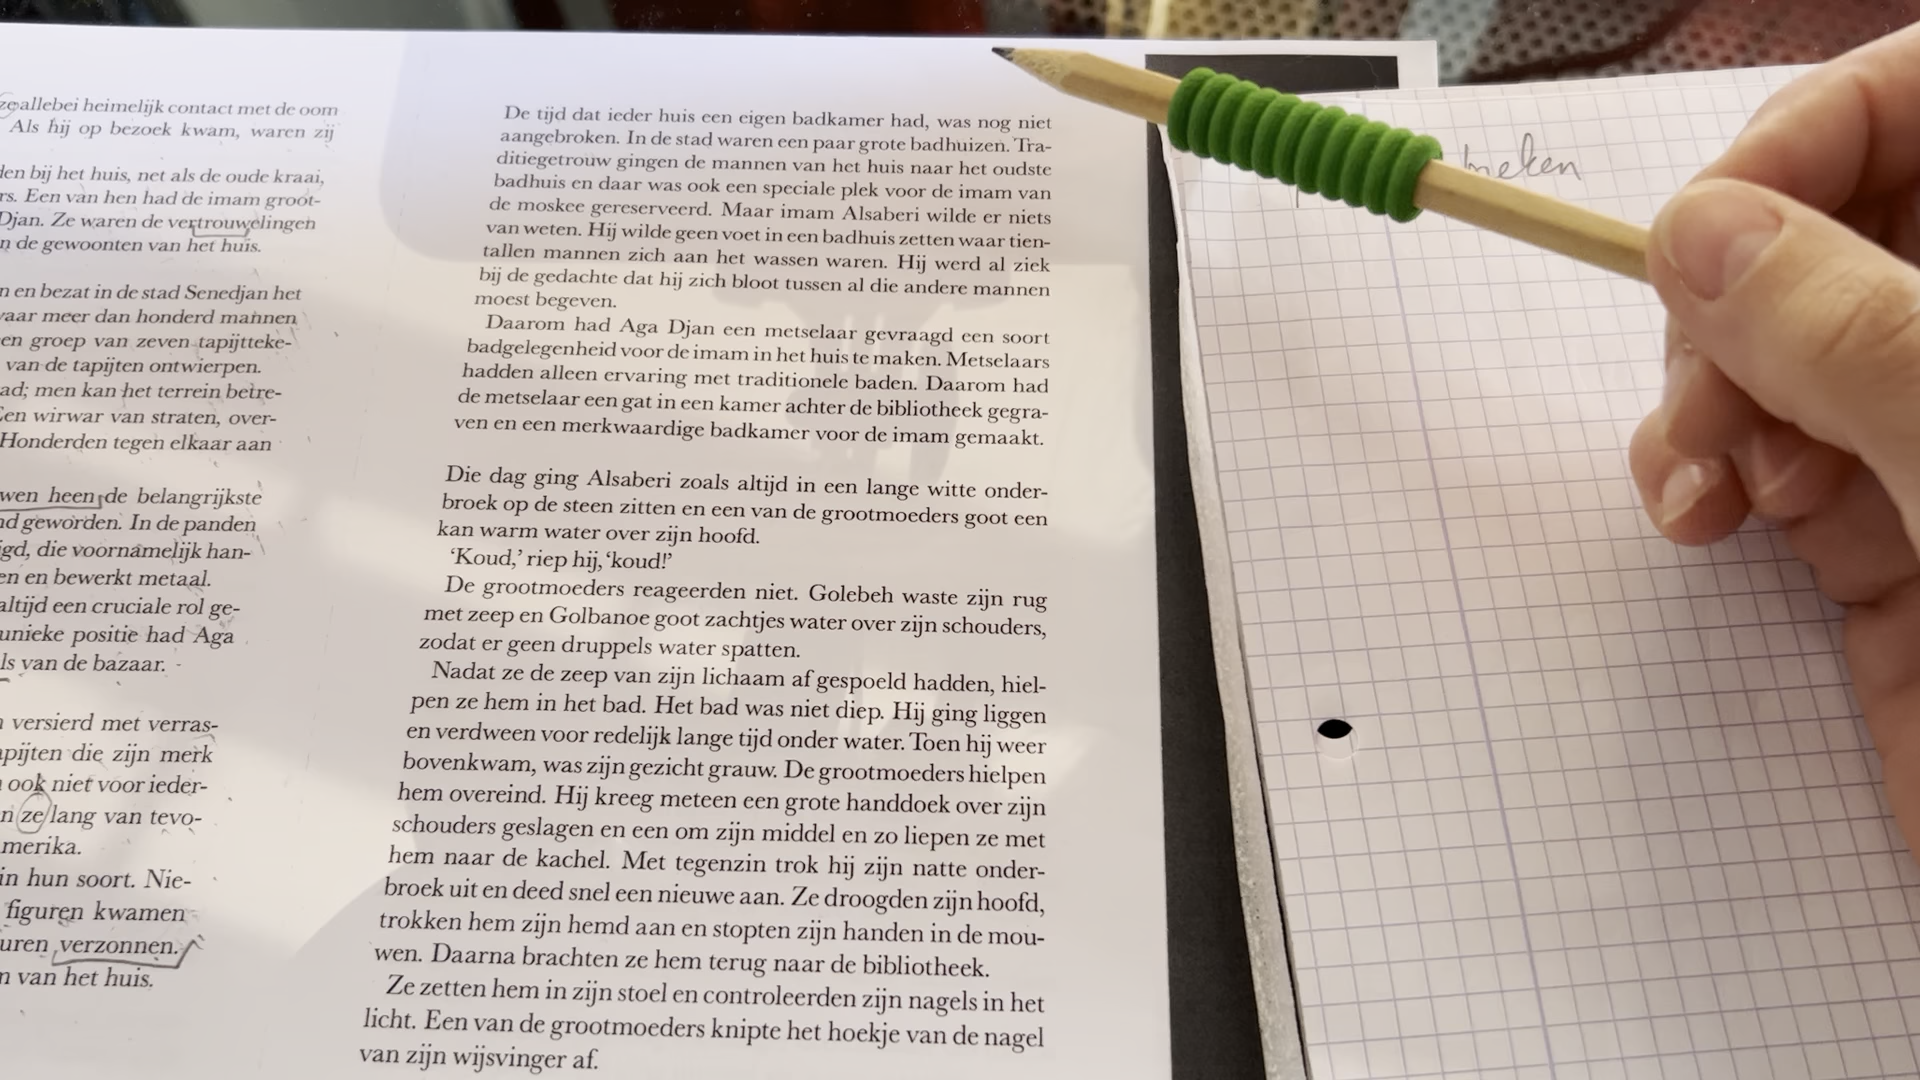 ze allebei heimelijk contact met de oom
Als hij op bezoek kwam, waren zij
den bij het huis, net als de oude kraai,
rs. Een van hen had de imam groot-
Djan. Ze waren de vertrouwelingen
n de gewoonten van het huis.
n en bezat in de stad Senedjan het
vaar meer dan honderd mannen
en groep van zeven tapijtteke-
van de tapijten ontwierpen.
ad; men kan het terrein betre-
Een wirwar van straten, over-
Honderden tegen elkaar aan
wen heen de belangrijkste
nd geworden. In de panden
igd, die voornamelijk han-
en en bewerkt metaal.
altijd een cruciale rol ge-
unieke positie had Aga
ls van de bazaar.
n versierd met verras-
apijten die zijn merk
ook niet voor ieder-
n ze lang van tevo-
merika.
in hun soort. Nie-
figuren kwamen
uren verzonnen.
n van het huis.
De tijd dat ieder huis een eigen badkamer had, was nog niet
aangebroken. In de stad waren een paar grote badhuizen. Tra-
ditiegetrouw gingen de mannen van het huis naar het oudste
badhuis en daar was ook een speciale plek voor de imam van
de moskee gereserveerd. Maar imam Alsaberi wilde er niets
van weten. Hij wilde geen voet in een badhuis zetten waar tien-
tallen mannen zich aan het wassen waren. Hij werd al ziek
bij de gedachte dat hij zich bloot tussen al die andere mannen
moest begeven.
Daarom had Aga Djan een metselaar gevraagd een soort
badgelegenheid voor de imam in het huis te maken. Metselaars
hadden alleen ervaring met traditionele baden. Daarom had
de metselaar een gat in een kamer achter de bibliotheek gegra-
ven en een merkwaardige badkamer voor de imam gemaakt.
Die dag ging Alsaberi zoals altijd in een lange witte onder-
broek op de steen zitten en een van de grootmoeders goot een
kan warm water over zijn hoofd.
‘Koud,’ riep hij, ‘koud!’
De grootmoeders reageerden niet. Golebeh waste zijn rug
met zeep en Golbanoe goot zachtjes water over zijn schouders,
zodat er geen druppels water spatten.
Nadat ze de zeep van zijn lichaam af gespoeld hadden, hiel-
pen ze hem in het bad. Het bad was niet diep. Hij ging liggen
en verdween voor redelijk lange tijd onder water. Toen hij weer
bovenkwam, was zijn gezicht grauw. De grootmoeders hielpen
hem overeind. Hij kreeg meteen een grote handdoek over zijn
schouders geslagen en een om zijn middel en zo liepen ze met
hem naar de kachel. Met tegenzin trok hij zijn natte onder-
broek uit en deed snel een nieuwe aan. Ze droogden zijn hoofd,
trokken hem zijn hemd aan en stopten zijn handen in de mou-
wen. Daarna brachten ze hem terug naar de bibliotheek.
Ze zetten hem in zijn stoel en controleerden zijn nagels in het
licht. Een van de grootmoeders knipte het hoekje van de nagel
van zijn wijsvinger af.